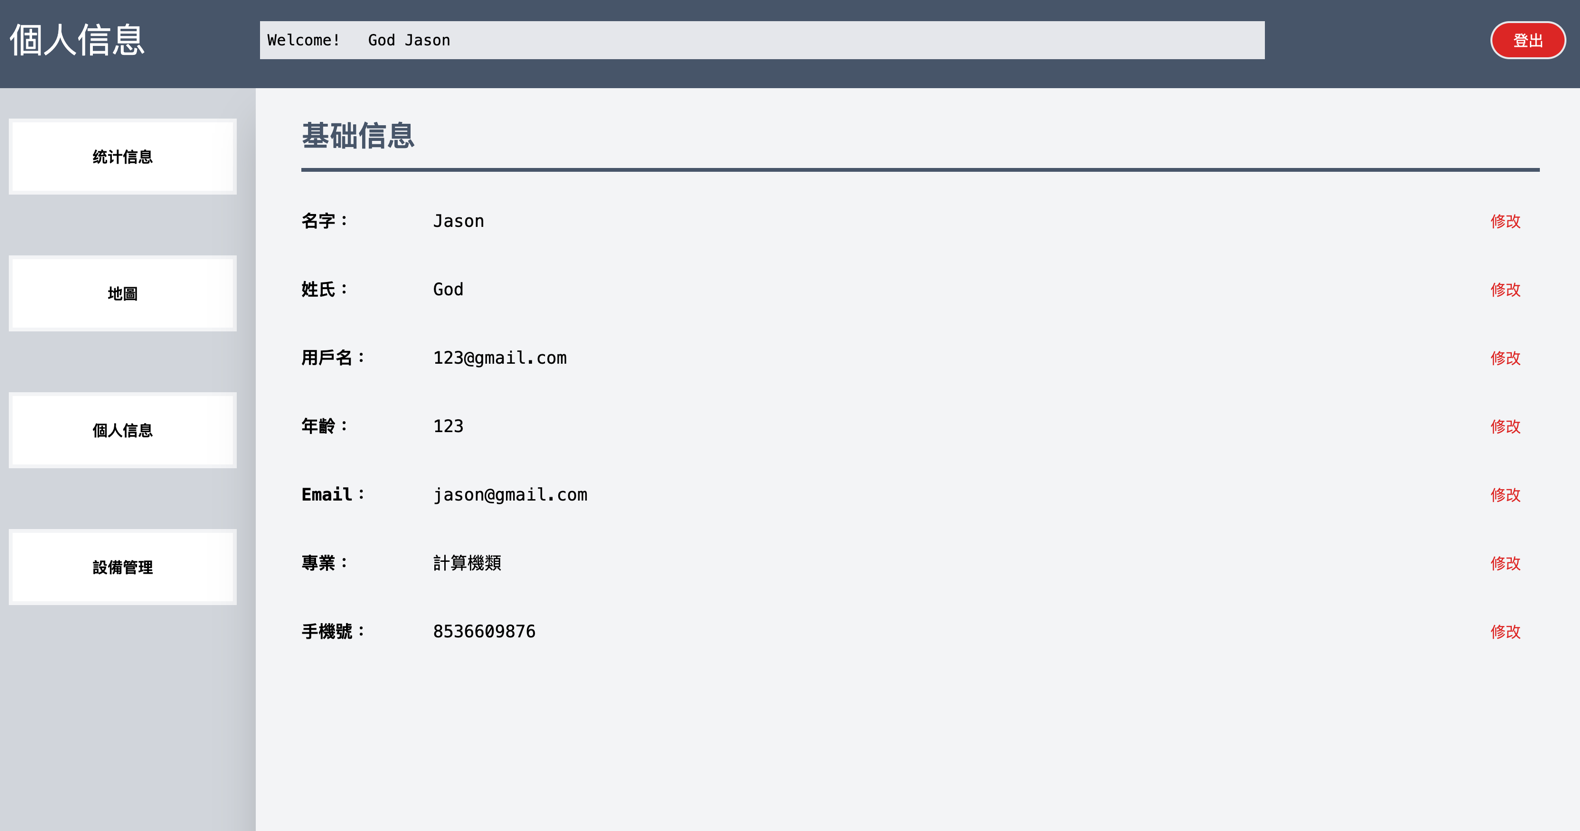 個人信息
Welcome! God Jason
登出
统计信息
地圖
個人信息
設備管理
基础信息
名字： Jason 修改
姓氏： God 修改
用戶名： 123@gmail.com 修改
年齡： 123 修改
Email： jason@gmail.com 修改
專業： 計算機類 修改
手機號： 8536609876 修改